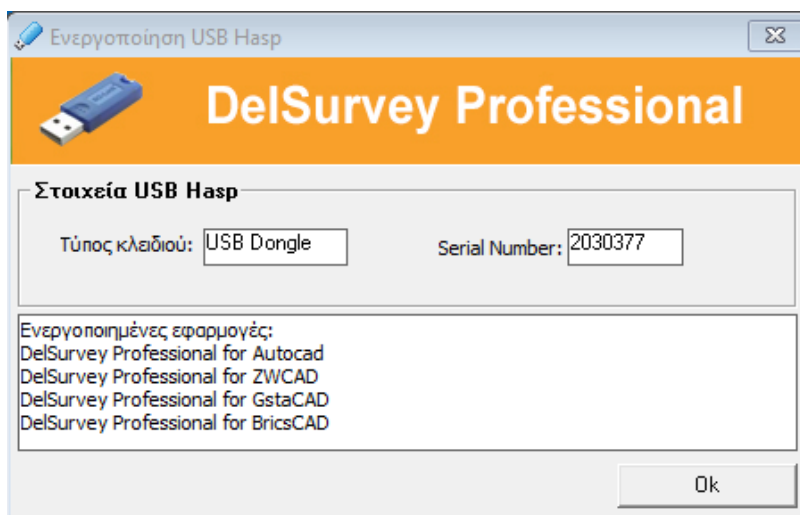 Ενεργοποίηση USB Hasp
DelSurvey Professional
Στοιχεία USB Hasp
Τύπος κλειδιού: USB Dongle Serial Number: 2030377
Ενεργοποιημένες εφαρμογές:
DelSurvey Professional for Autocad
DelSurvey Professional for ZWCAD
DelSurvey Professional for GstaCAD
DelSurvey Professional for BricsCAD
Ok